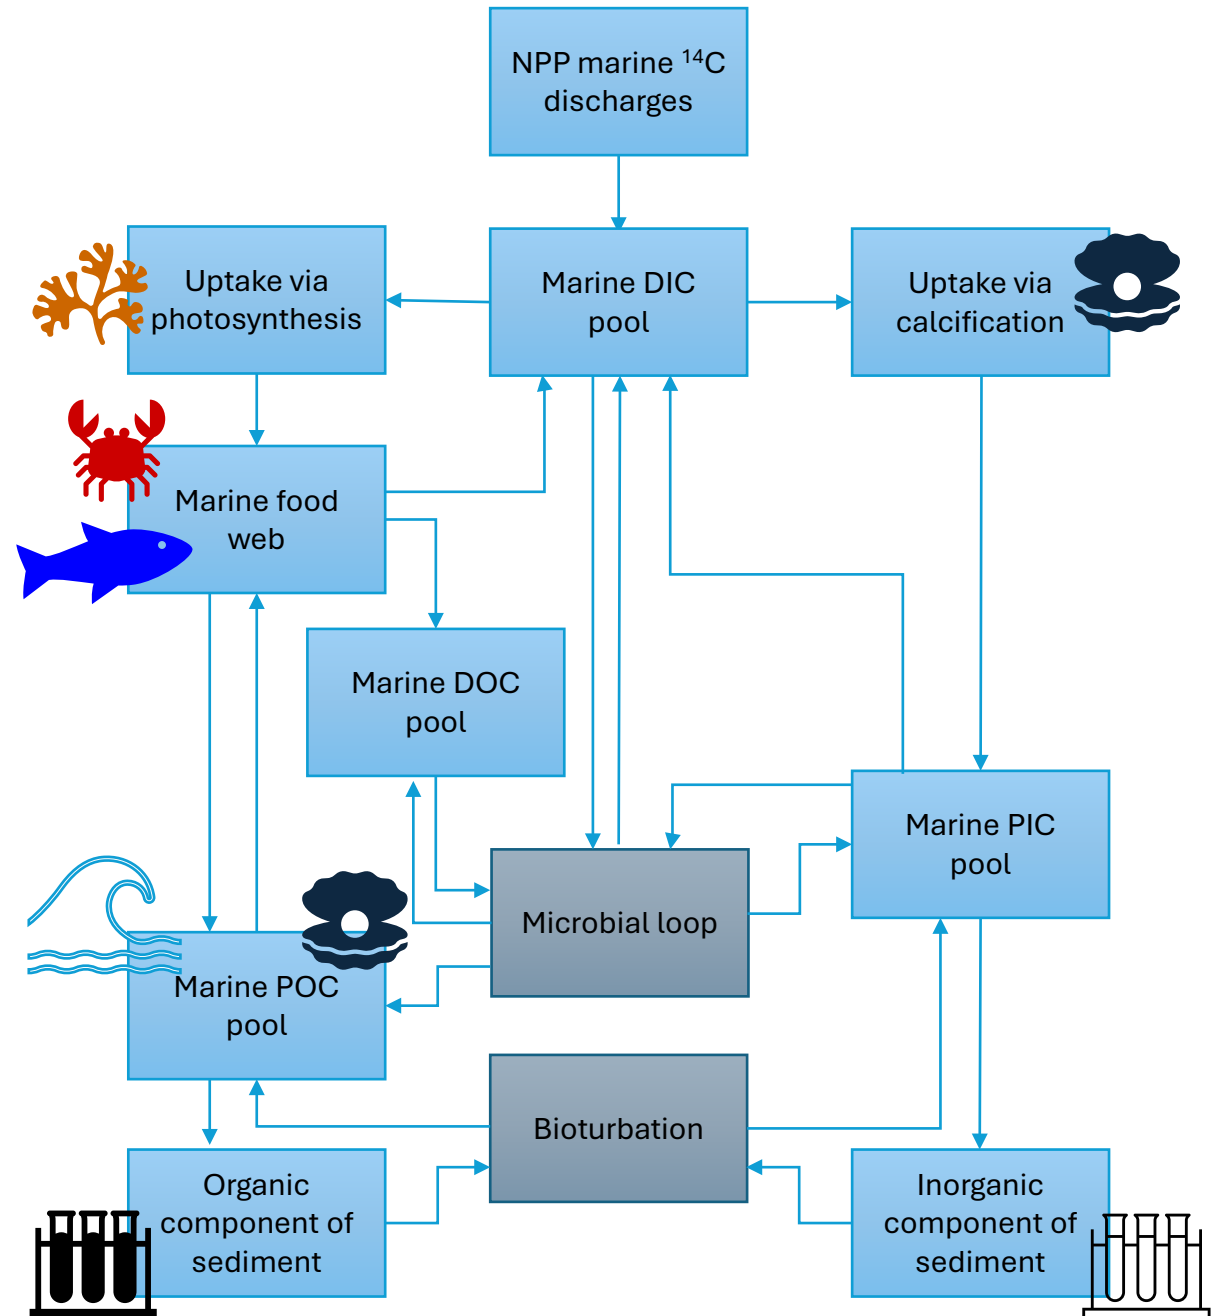 NPP marine ¹⁴C
discharges
Uptake via
photosynthesis
Marine DIC
pool
Uptake via
calcification
Marine food
web
Marine DOC
pool
Marine PIC
pool
Microbial loop
Marine POC
pool
Bioturbation
Organic
component of
sediment
Inorganic
component of
sediment